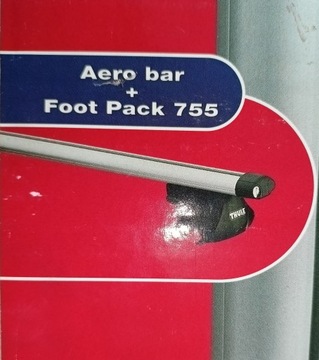 Aero bar
+
Foot Pack 755
THULE